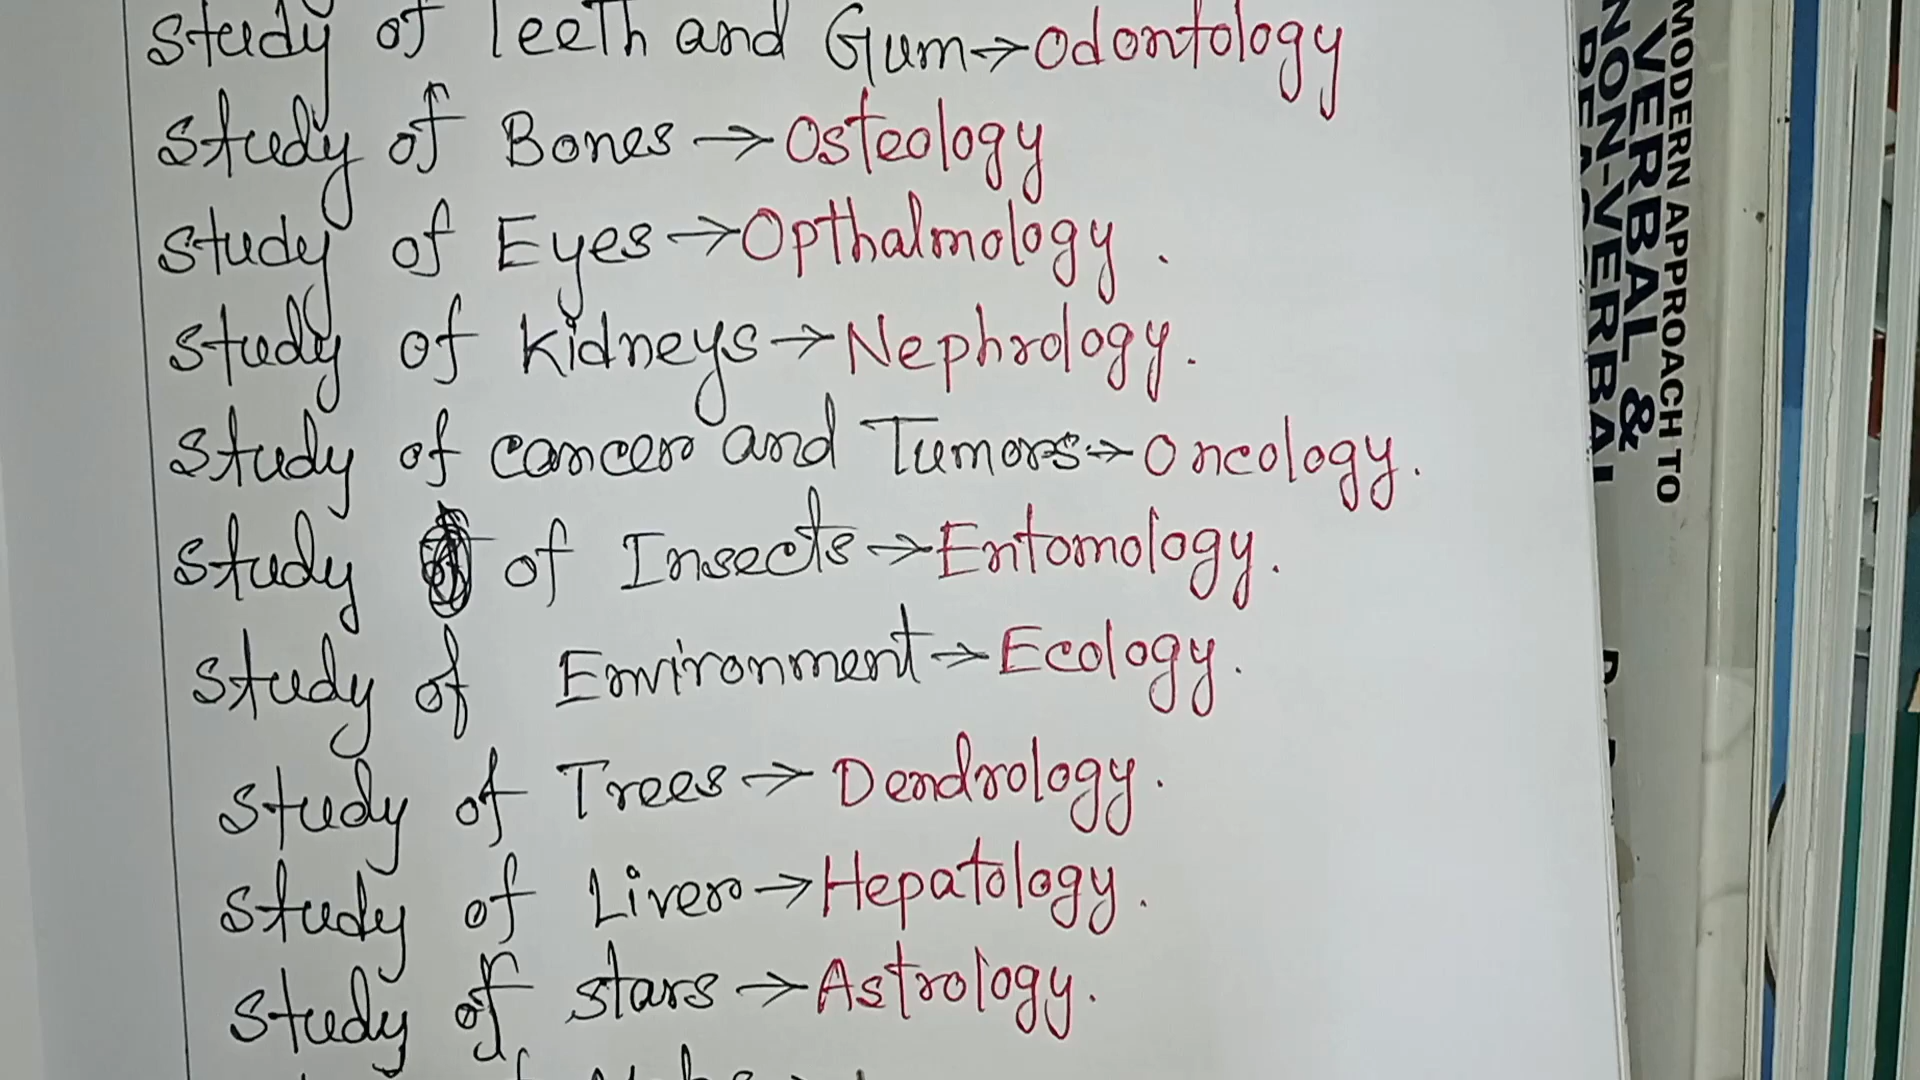 Study of Teeth and Gum→Odontology
Study of Bones→Osteology
Study of Eyes→Opthalmology.
Study of Kidneys→Nephrology.
Study of cancer and Tumors→Oncology.
Study of Insects→Entomology.
Study of Environment→Ecology.
Study of Trees→Dendrology.
Study of Liver→Hepatology.
Study of stars→Astrology.
MODERN APPROACH TO
VERBAL &
NON-VERBAL